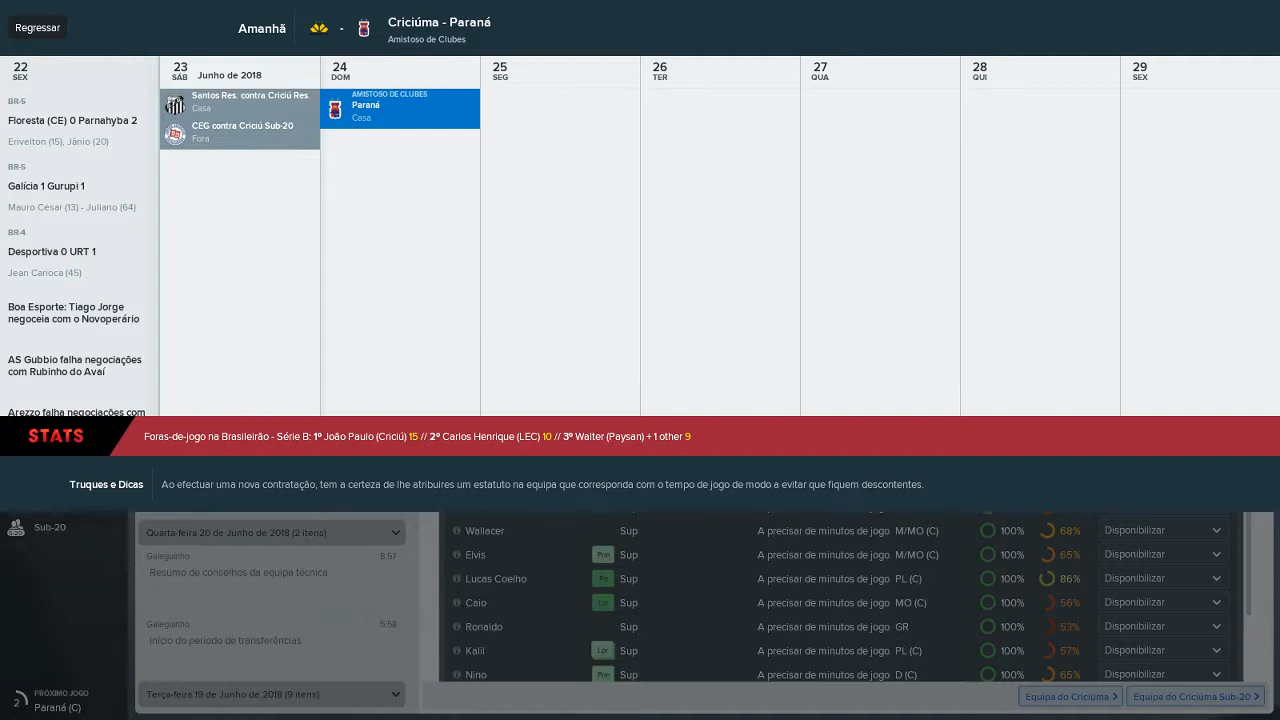 Regressar
Amanhã
-
Criciúma - Paraná
Amistoso de Clubes
22
SEX
23
SÁB
Junho de 2018
24
DOM
25
SEG
26
TER
27
QUA
28
QUI
29
SEX
BR-5
Floresta (CE) 0 Parnahyba 2
Erivelton (15), Jânio (20)
BR-5
Galícia 1 Gurupi 1
Mauro César (13) - Juliano (64)
BR-4
Desportiva 0 URT 1
Jean Carioca (45)
Boa Esporte: Tiago Jorge
negoceia com o Novoperário
AS Gubbio falha negociações
com Rubinho do Avaí
Arezzo falha negociações com
Santos Res. contra Criciú Res.
Casa
CEG contra Criciú Sub-20
Fora
AMISTOSO DE CLUBES
Paraná
Casa
STATS
Foras-de-jogo na Brasileirão - Série B: 1º João Paulo (Criciú) 15 // 2º Carlos Henrique (LEC) 10 // 3º Walter (Paysan) + 1 other 9
Truques e Dicas
Ao efectuar uma nova contratação, tem a certeza de lhe atribuires um estatuto na equipa que corresponda com o tempo de jogo de modo a evitar que fiquem descontentes.
Sub-20
Quarta-feira 20 de Junho de 2018 (2 itens)
Galeguinho 8.57
Resumo de conselhos da equipa técnica
Galeguinho 5.58
Início do período de transferências
Terça-feira 19 de Junho de 2018 (9 itens)
Wallacer Sup A precisar de minutos de jogo M/MO (C) 100% 68% Disponibilizar
Elvis Prm Sup A precisar de minutos de jogo M/MO (C) 100% 65% Disponibilizar
Lucas Coelho Sup A precisar de minutos de jogo PL (C) 100% 86% Disponibilizar
Caio Sup A precisar de minutos de jogo MO (C) 100% 56% Disponibilizar
Ronaldo Sup A precisar de minutos de jogo GR 100% 53% Disponibilizar
Kalil Lpr Sup A precisar de minutos de jogo PL (C) 100% 57% Disponibilizar
Nino Prm Sup A precisar de minutos de jogo D (C) 100% 65% Disponibilizar
2
PRÓXIMO JOGO
Paraná (C)
Equipa do Criciúma
Equipa do Criciúma Sub-20